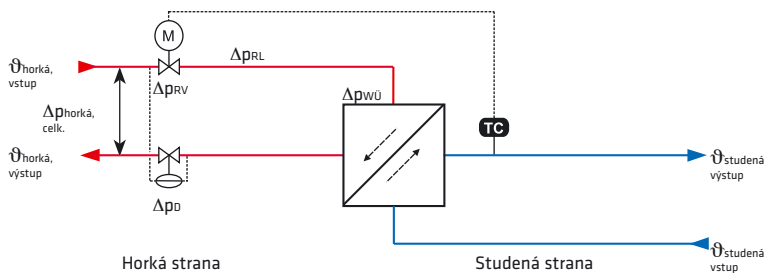 M
ϑhorká,
vstup
ΔpRL
ΔpRV
ΔpWÜ
Δphorká,
celk.
TC
ϑhorká,
výstup
ϑstudená
výstup
ΔpD
ϑstudená
vstup
Horká strana
Studená strana